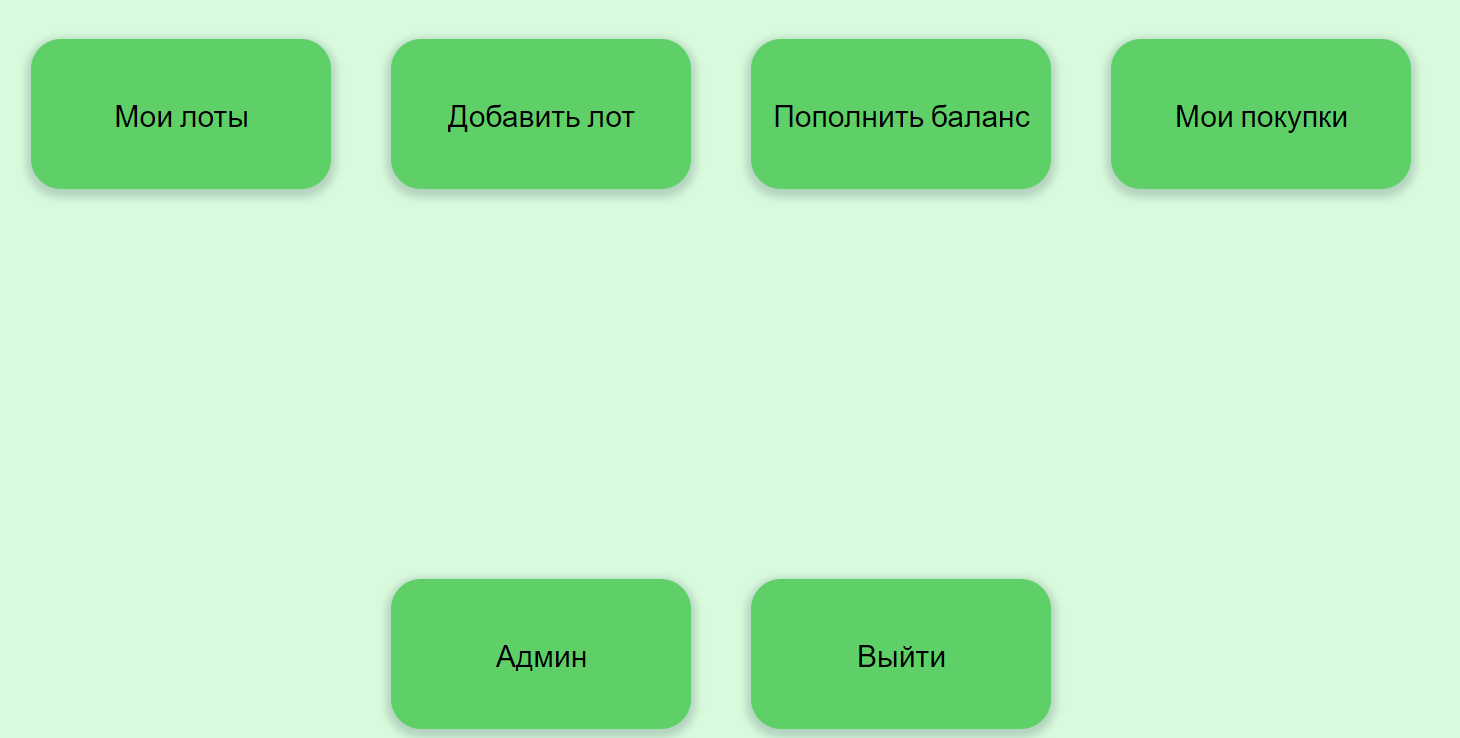 Мои лоты
Добавить лот
Пополнить баланс
Мои покупки
Админ
Выйти